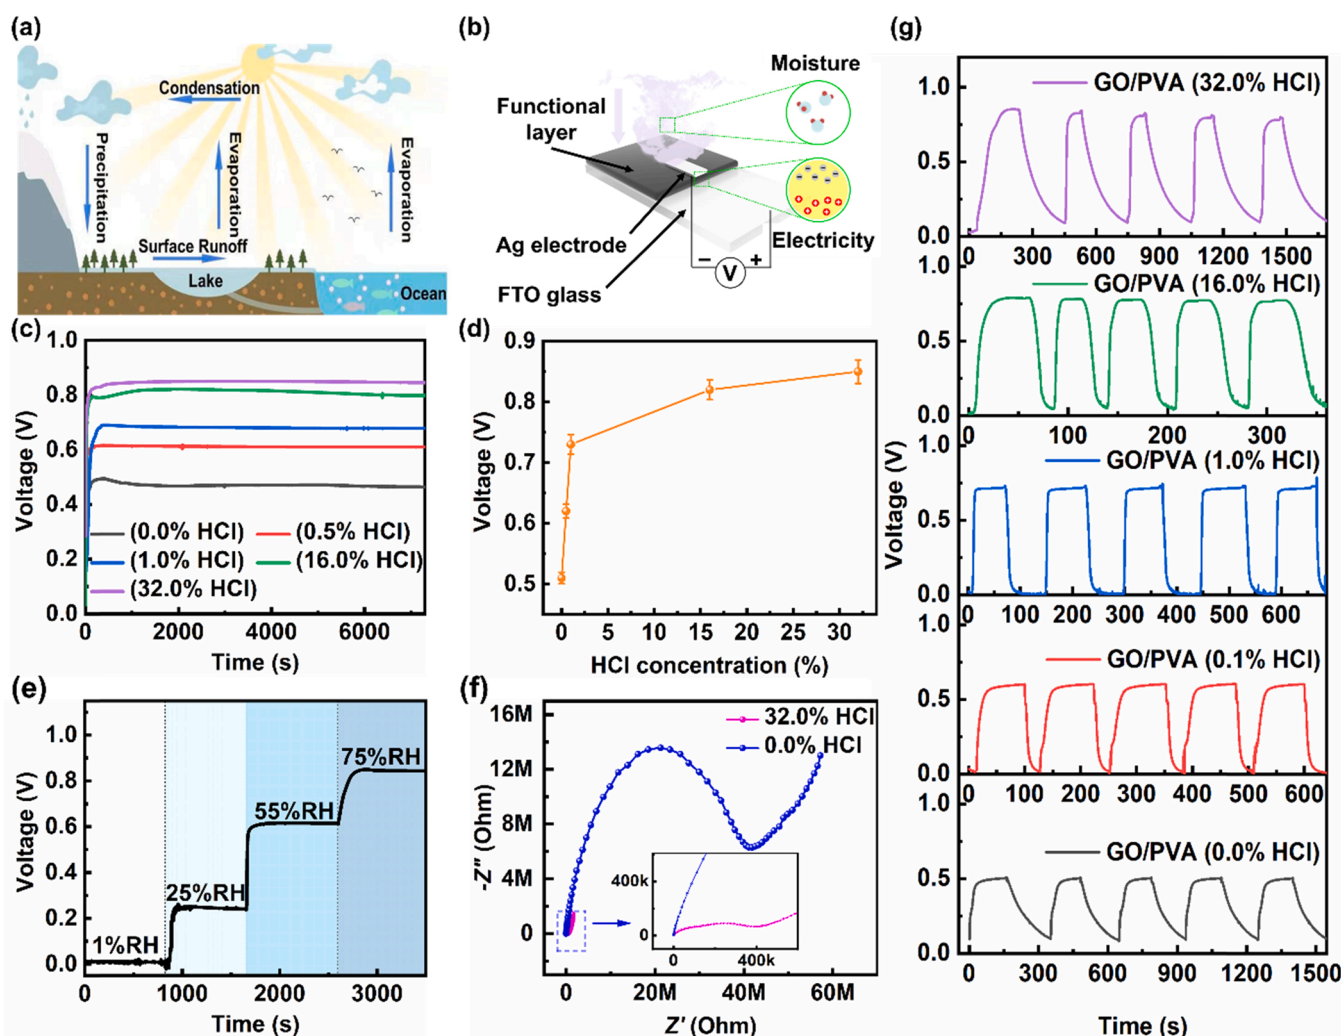 (a)
Condensation
Precipitation
Evaporation
Evaporation
Surface Runoff
Lake
Ocean
(b)
Moisture
Functional
layer
Ag electrode
Electricity
− +
V
FTO glass
(c)
1.0
0.8
0.6
0.4
0.2
0.0
Voltage (V)
(0.0% HCl) (0.5% HCl)
(1.0% HCl) (16.0% HCl)
(32.0% HCl)
0 2000 4000 6000
Time (s)
(d)
0.9
0.8
0.7
0.6
0.5
Voltage (V)
0 5 10 15 20 25 30
HCl concentration (%)
(e)
1.0
0.8
0.6
0.4
0.2
0.0
Voltage (V)
1%RH
25%RH
55%RH
75%RH
0 1000 2000 3000
Time (s)
(f)
16M
12M
8M
4M
0
-Z″ (Ohm)
32.0% HCl
0.0% HCl
400k
0
0 400k
0 20M 40M 60M
Z′ (Ohm)
(g)
GO/PVA (32.0% HCl)
1.0
0.5
0.0
0 300 600 900 1200 1500
GO/PVA (16.0% HCl)
1.0
0.5
0.0
0 100 200 300
GO/PVA (1.0% HCl)
1.0
0.5
0.0
0 100 200 300 400 500 600
GO/PVA (0.1% HCl)
1.0
0.5
0.0
0 100 200 300 400 500 600
GO/PVA (0.0% HCl)
1.0
0.5
0.0
0 300 600 900 1200 1500
Voltage (V)
Time (s)